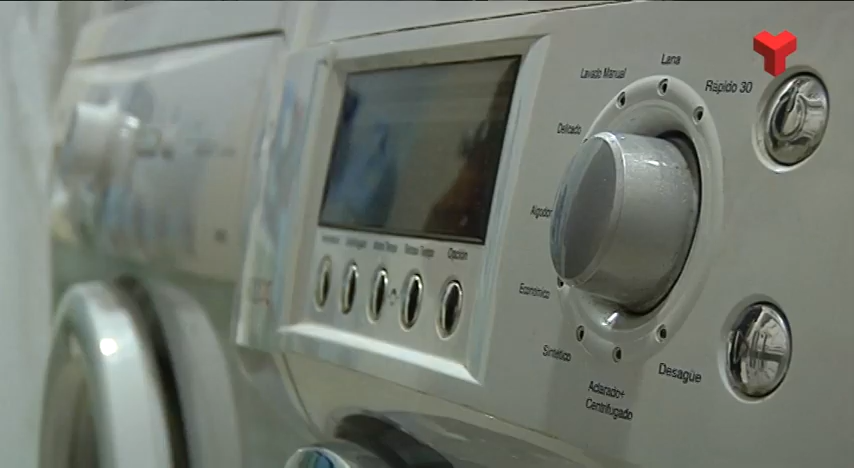 Lana
Lavado Manual
Rápido 30
Delicado
Algodón
Opción
Económico
Sintético
Desagüe
Aclarado+
Centrifugado